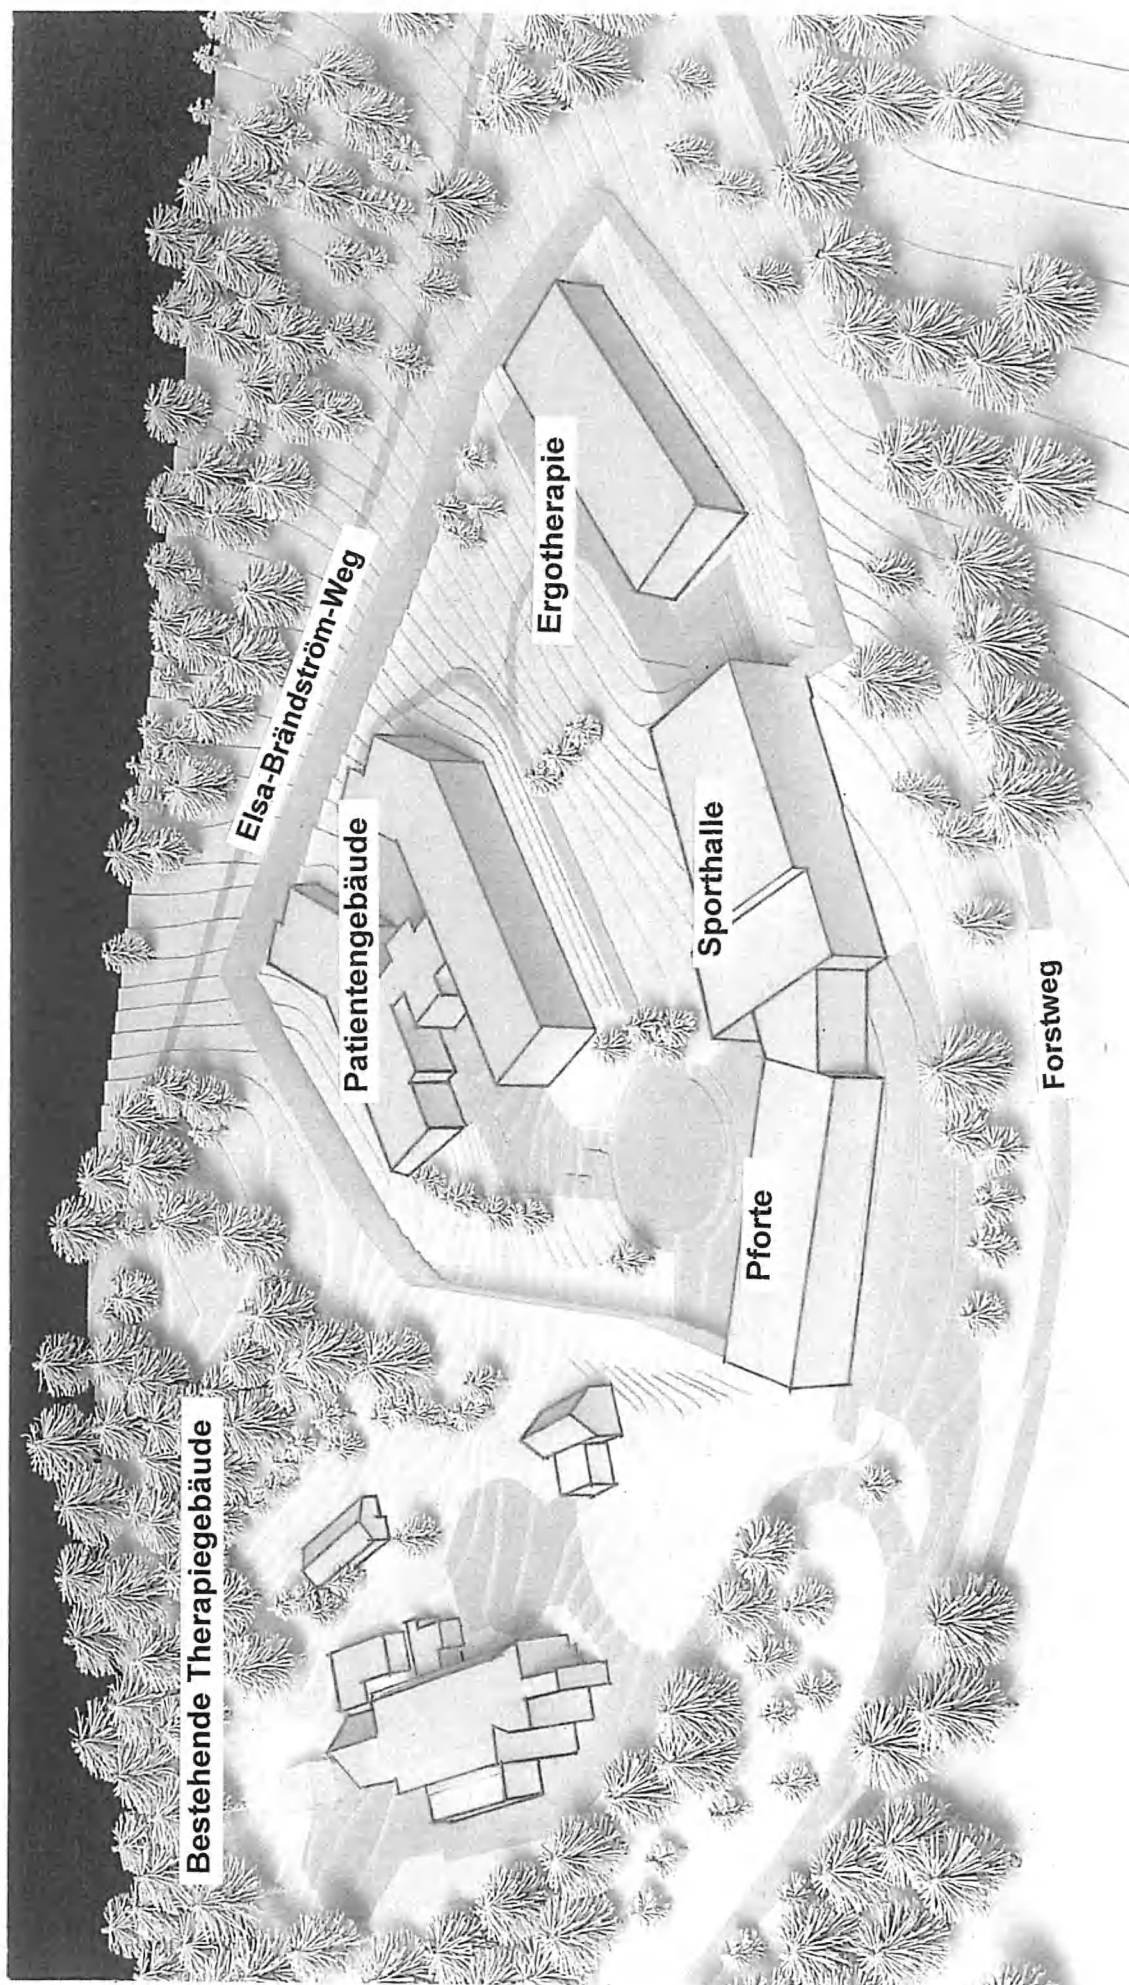 Bestehende Therapiegebäude
Elsa-Brändström-Weg
Patientengebäude
Ergotherapie
Sporthalle
Pforte
Forstweg